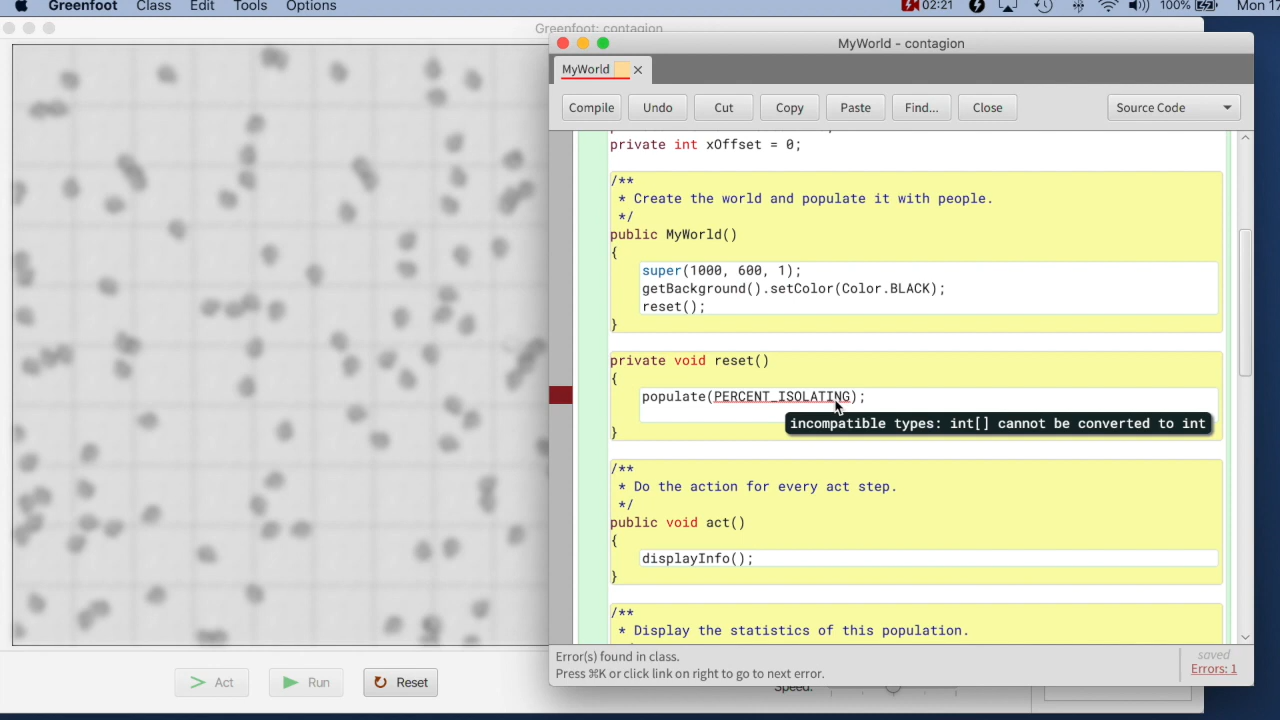 Greenfoot Class Edit Tools Options 02:21 100% Mon 17
Greenfoot: contagion
MyWorld - contagion
MyWorld
Compile Undo Cut Copy Paste Find... Close Source Code
private int xOffset = 0;
/**
* Create the world and populate it with people.
*/
public MyWorld()
{
super(1000, 600, 1);
getBackground().setColor(Color.BLACK);
reset();
}
private void reset()
{
populate(PERCENT_ISOLATING);
incompatible types: int[] cannot be converted to int
}
/**
* Do the action for every act step.
*/
public void act()
{
displayInfo();
}
/**
* Display the statistics of this population.
Error(s) found in class.
Press ⌘K or click link on right to go to next error.
saved
Errors: 1
Act Run Reset Speed: